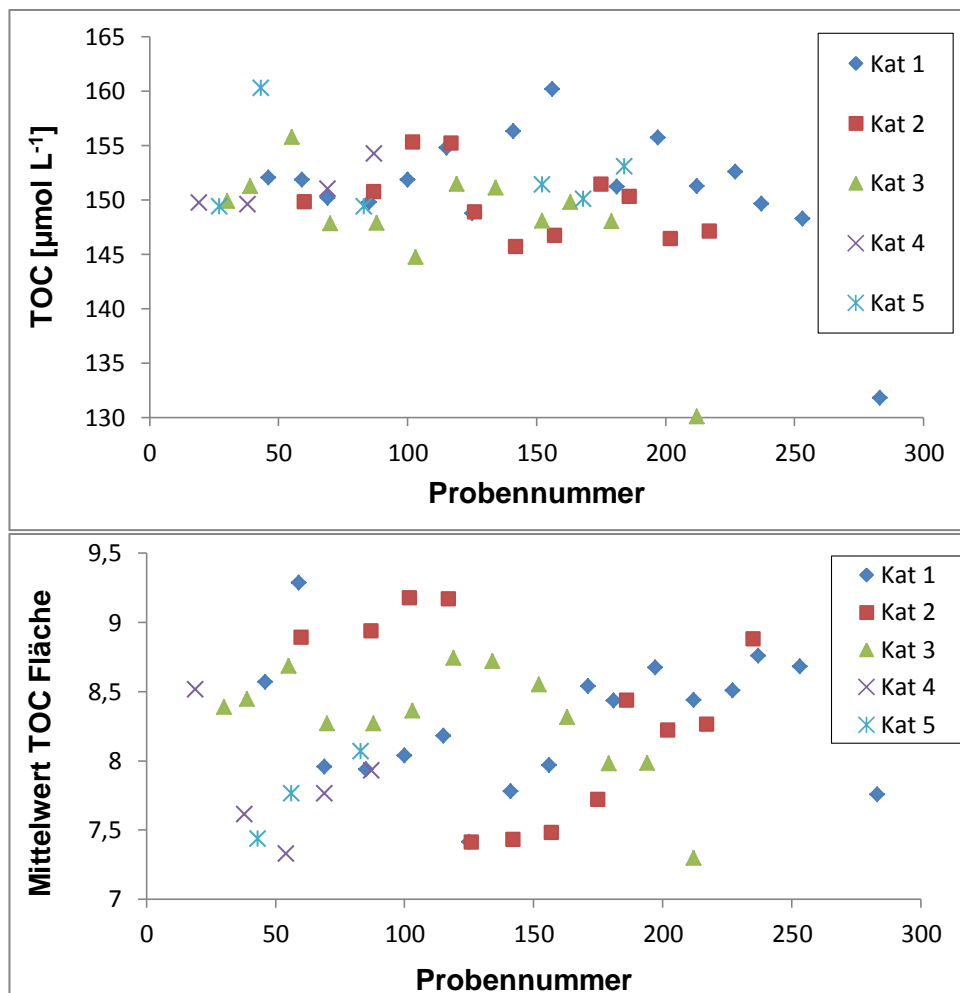 165
160
155
150
145
140
135
130
TOC [µmol L-1]
0 50 100 150 200 250 300
Probennummer
Kat 1
Kat 2
Kat 3
Kat 4
Kat 5
9,5
9
8,5
8
7,5
7
Mittelwert TOC Fläche
0 50 100 150 200 250 300
Probennummer
Kat 1
Kat 2
Kat 3
Kat 4
Kat 5